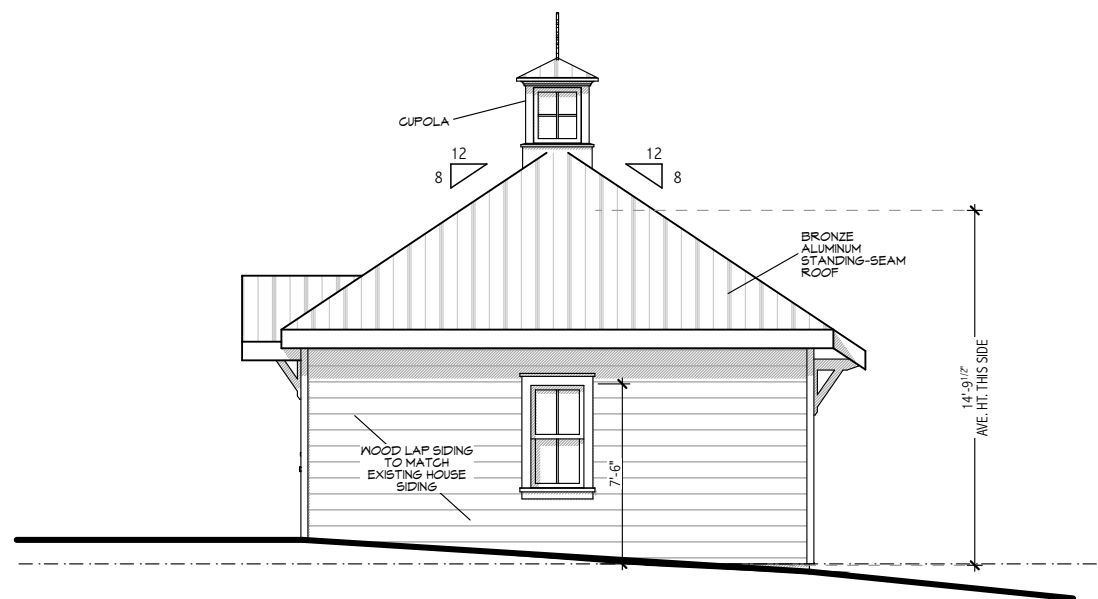 CUPOLA
12
8
12
8
BRONZE
ALUMINUM
STANDING-SEAM
ROOF
14'-9 1/2"
AVE. HT. THIS SIDE
WOOD LAP SIDING
TO MATCH
EXISTING HOUSE
SIDING
7'-6"